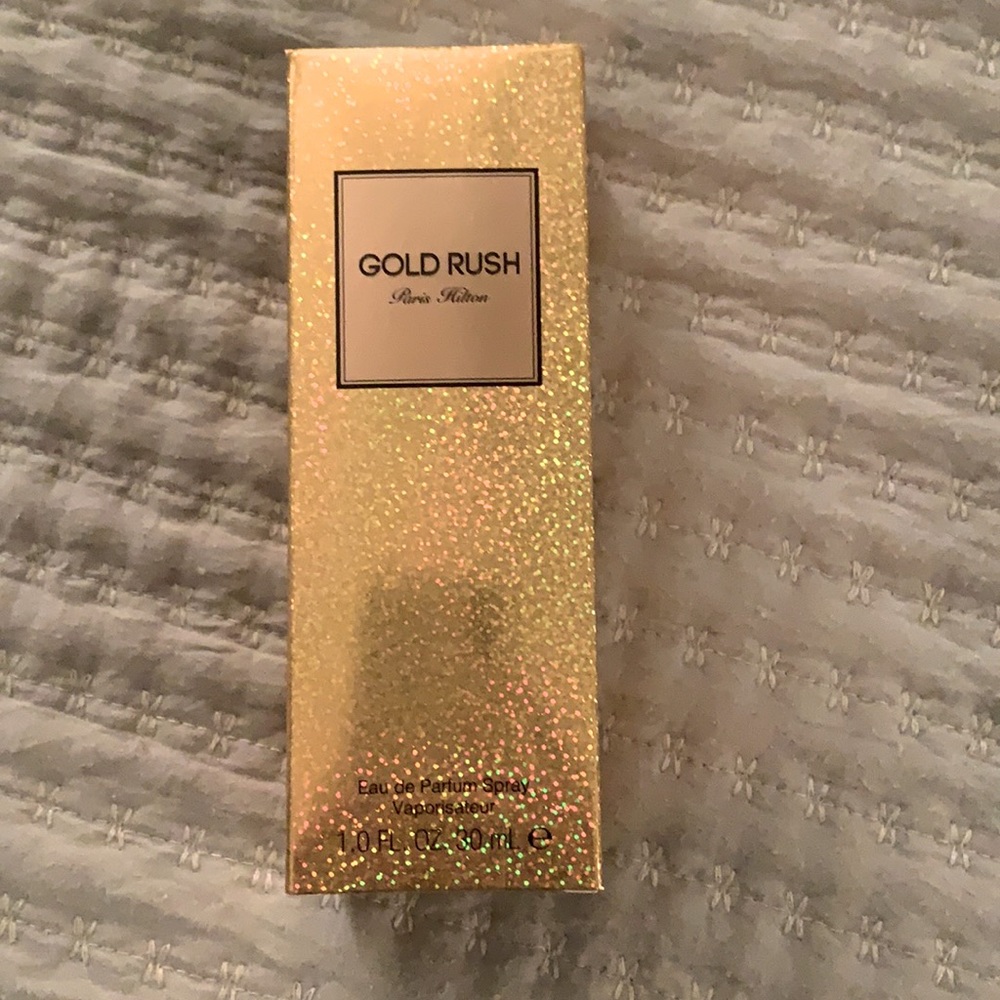 GOLD RUSH
Paris Hilton
Eau de Parfum Spray
Vaporisateur
1.0 FL. OZ. 30 mL ℮